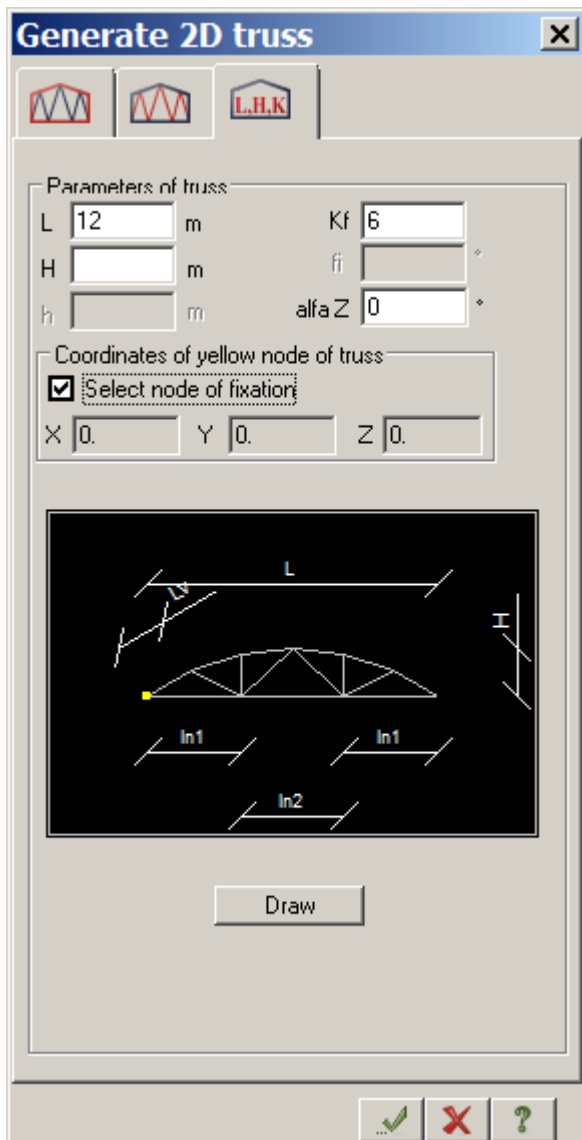 Generate 2D truss
L,H,K
Parameters of truss
L 12 m Kf 6
H m fi °
h m alfa Z 0 °
Coordinates of yellow node of truss
Select node of fixation
X 0. Y 0. Z 0.
L
Lv
H
ln1 ln1
ln2
Draw
?